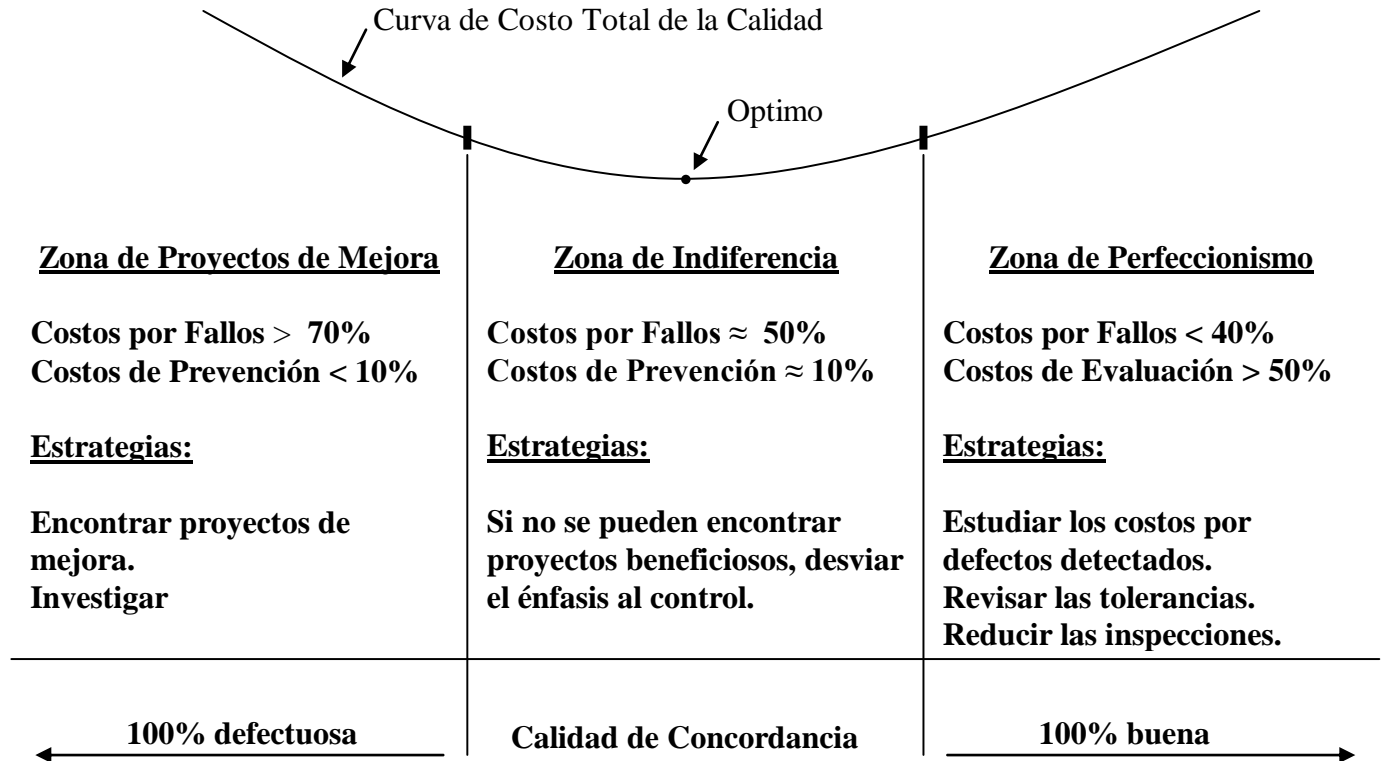 Curva de Costo Total de la Calidad
Optimo
Zona de Proyectos de Mejora
Costos por Fallos > 70%
Costos de Prevención < 10%
Estrategias:
Encontrar proyectos de
mejora.
Investigar
Zona de Indiferencia
Costos por Fallos ≈ 50%
Costos de Prevención ≈ 10%
Estrategias:
Si no se pueden encontrar
proyectos beneficiosos, desviar
el énfasis al control.
Zona de Perfeccionismo
Costos por Fallos < 40%
Costos de Evaluación > 50%
Estrategias:
Estudiar los costos por
defectos detectados.
Revisar las tolerancias.
Reducir las inspecciones.
100% defectuosa
Calidad de Concordancia
100% buena